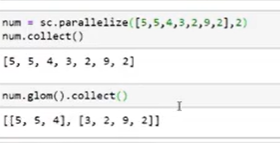 num = sc.parallelize([5,5,4,3,2,9,2],2)
num.collect()
[5, 5, 4, 3, 2, 9, 2]
num.glom().collect()
[[5, 5, 4], [3, 2, 9, 2]]